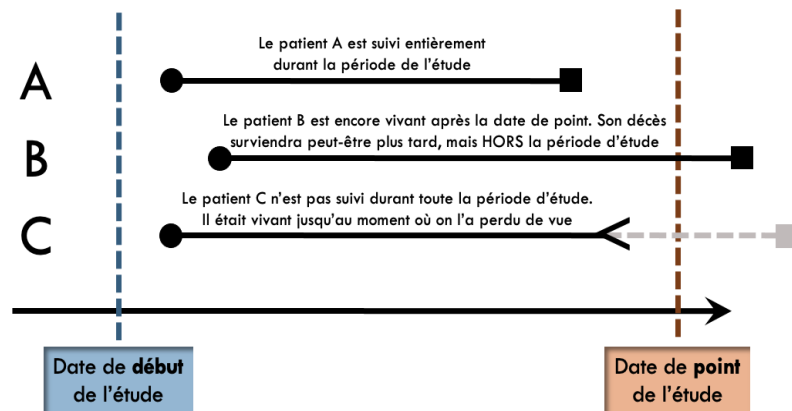 A
Le patient A est suivi entièrement
durant la période de l'étude
B
Le patient B est encore vivant après la date de point. Son décès
surviendra peut-être plus tard, mais HORS la période d'étude
C
Le patient C n'est pas suivi durant toute la période d'étude.
Il était vivant jusqu'au moment où on l'a perdu de vue
Date de début
de l'étude
Date de point
de l'étude